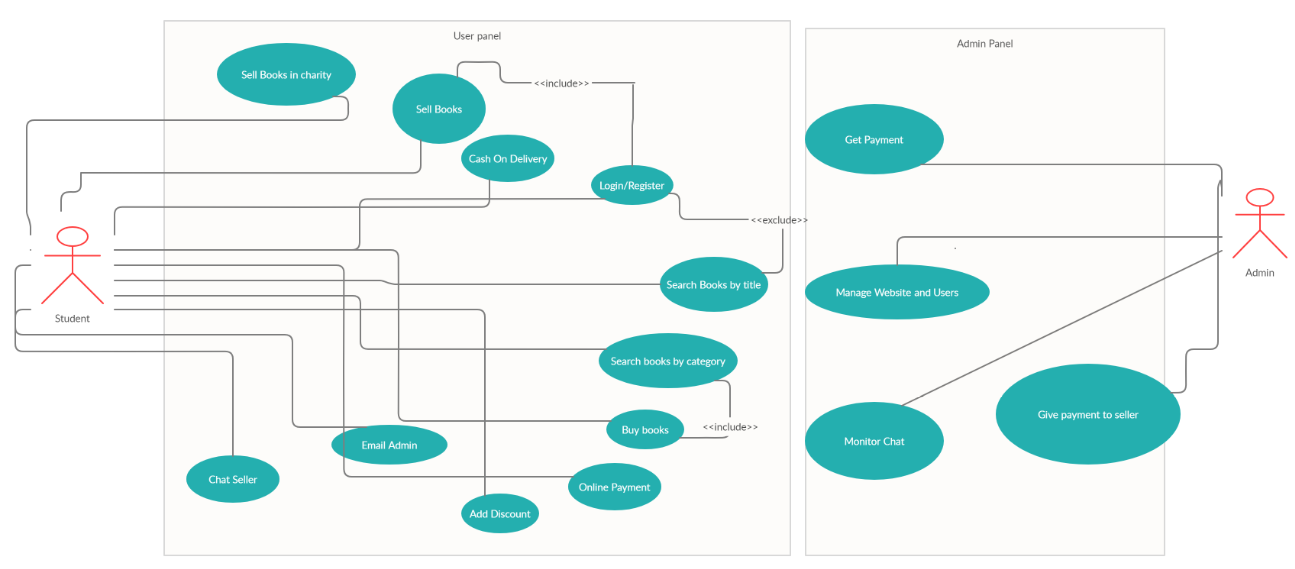 User panel
Admin Panel
Sell Books in charity
Sell Books
<<include>>
Cash On Delivery
Get Payment
Login/Register
<<exclude>>
Search Books by title
Manage Website and Users
Admin
Student
Search books by category
Buy books
<<include>>
Give payment to seller
Email Admin
Monitor Chat
Chat Seller
Online Payment
Add Discount